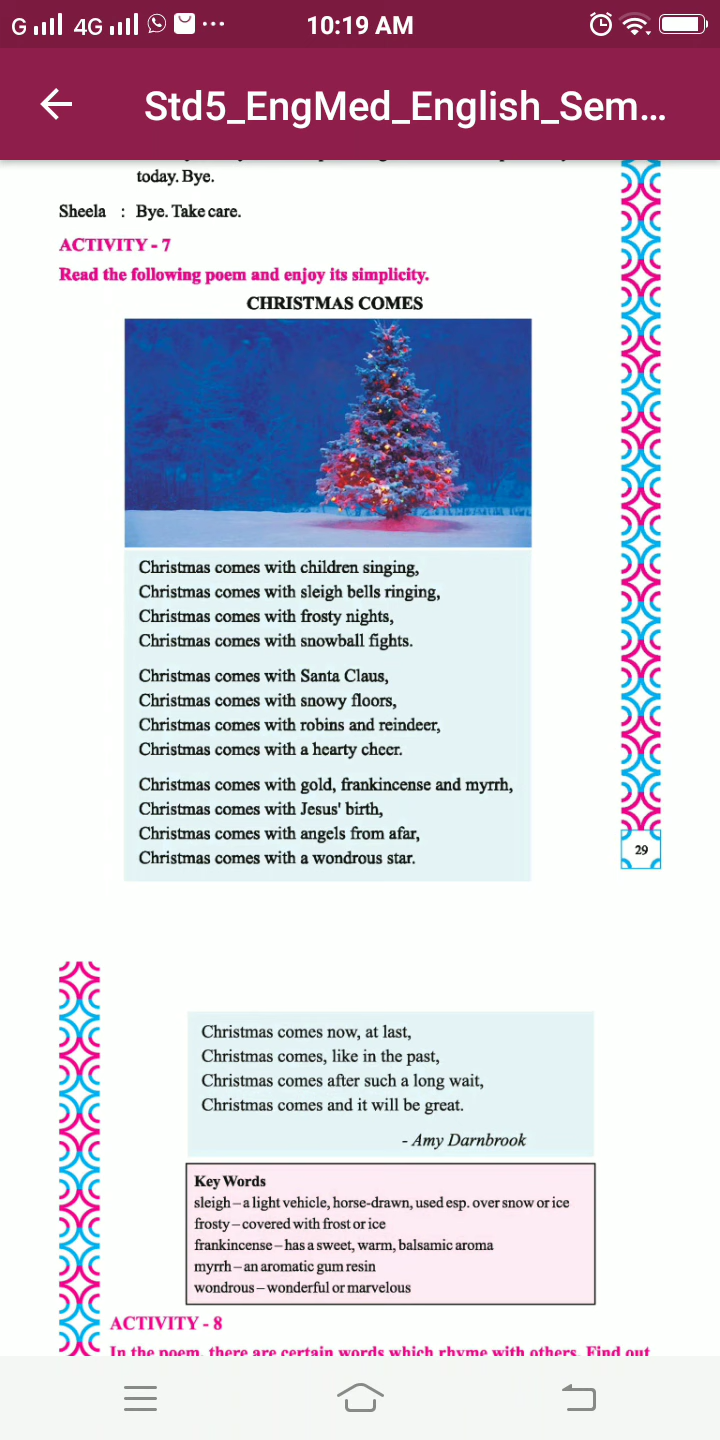 G 4G ... 10:19 AM
Std5_EngMed_English_Sem...
today. Bye.
Sheela : Bye. Take care.
ACTIVITY - 7
Read the following poem and enjoy its simplicity.
CHRISTMAS COMES
Christmas comes with children singing,
Christmas comes with sleigh bells ringing,
Christmas comes with frosty nights,
Christmas comes with snowball fights.
Christmas comes with Santa Claus,
Christmas comes with snowy floors,
Christmas comes with robins and reindeer,
Christmas comes with a hearty cheer.
Christmas comes with gold, frankincense and myrrh,
Christmas comes with Jesus' birth,
Christmas comes with angels from afar,
Christmas comes with a wondrous star.
29
Christmas comes now, at last,
Christmas comes, like in the past,
Christmas comes after such a long wait,
Christmas comes and it will be great.
- Amy Darnbrook
Key Words
sleigh – a light vehicle, horse-drawn, used esp. over snow or ice
frosty – covered with frost or ice
frankincense – has a sweet, warm, balsamic aroma
myrrh – an aromatic gum resin
wondrous – wonderful or marvelous
ACTIVITY - 8
In the poem, there are certain words which rhyme with others. Find out